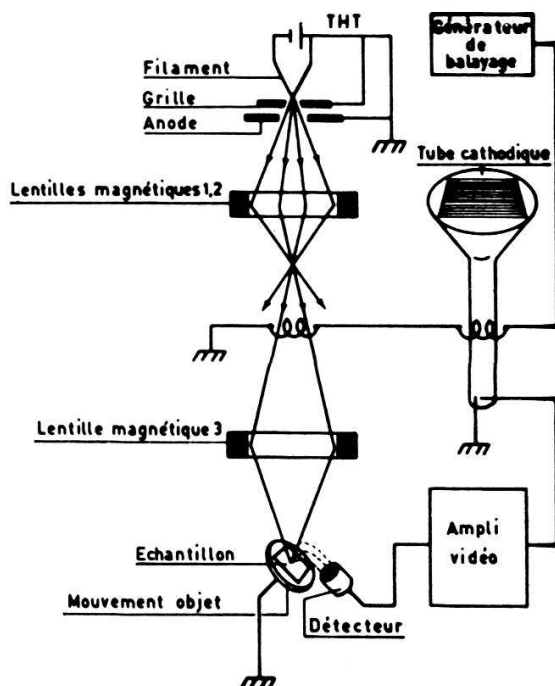 THT
Générateur
de
balayage
Filament
Grille
Anode
Tube cathodique
Lentilles magnétiques 1,2
Lentille magnétique 3
Echantillon
Mouvement objet
Détecteur
Ampli
vidéo